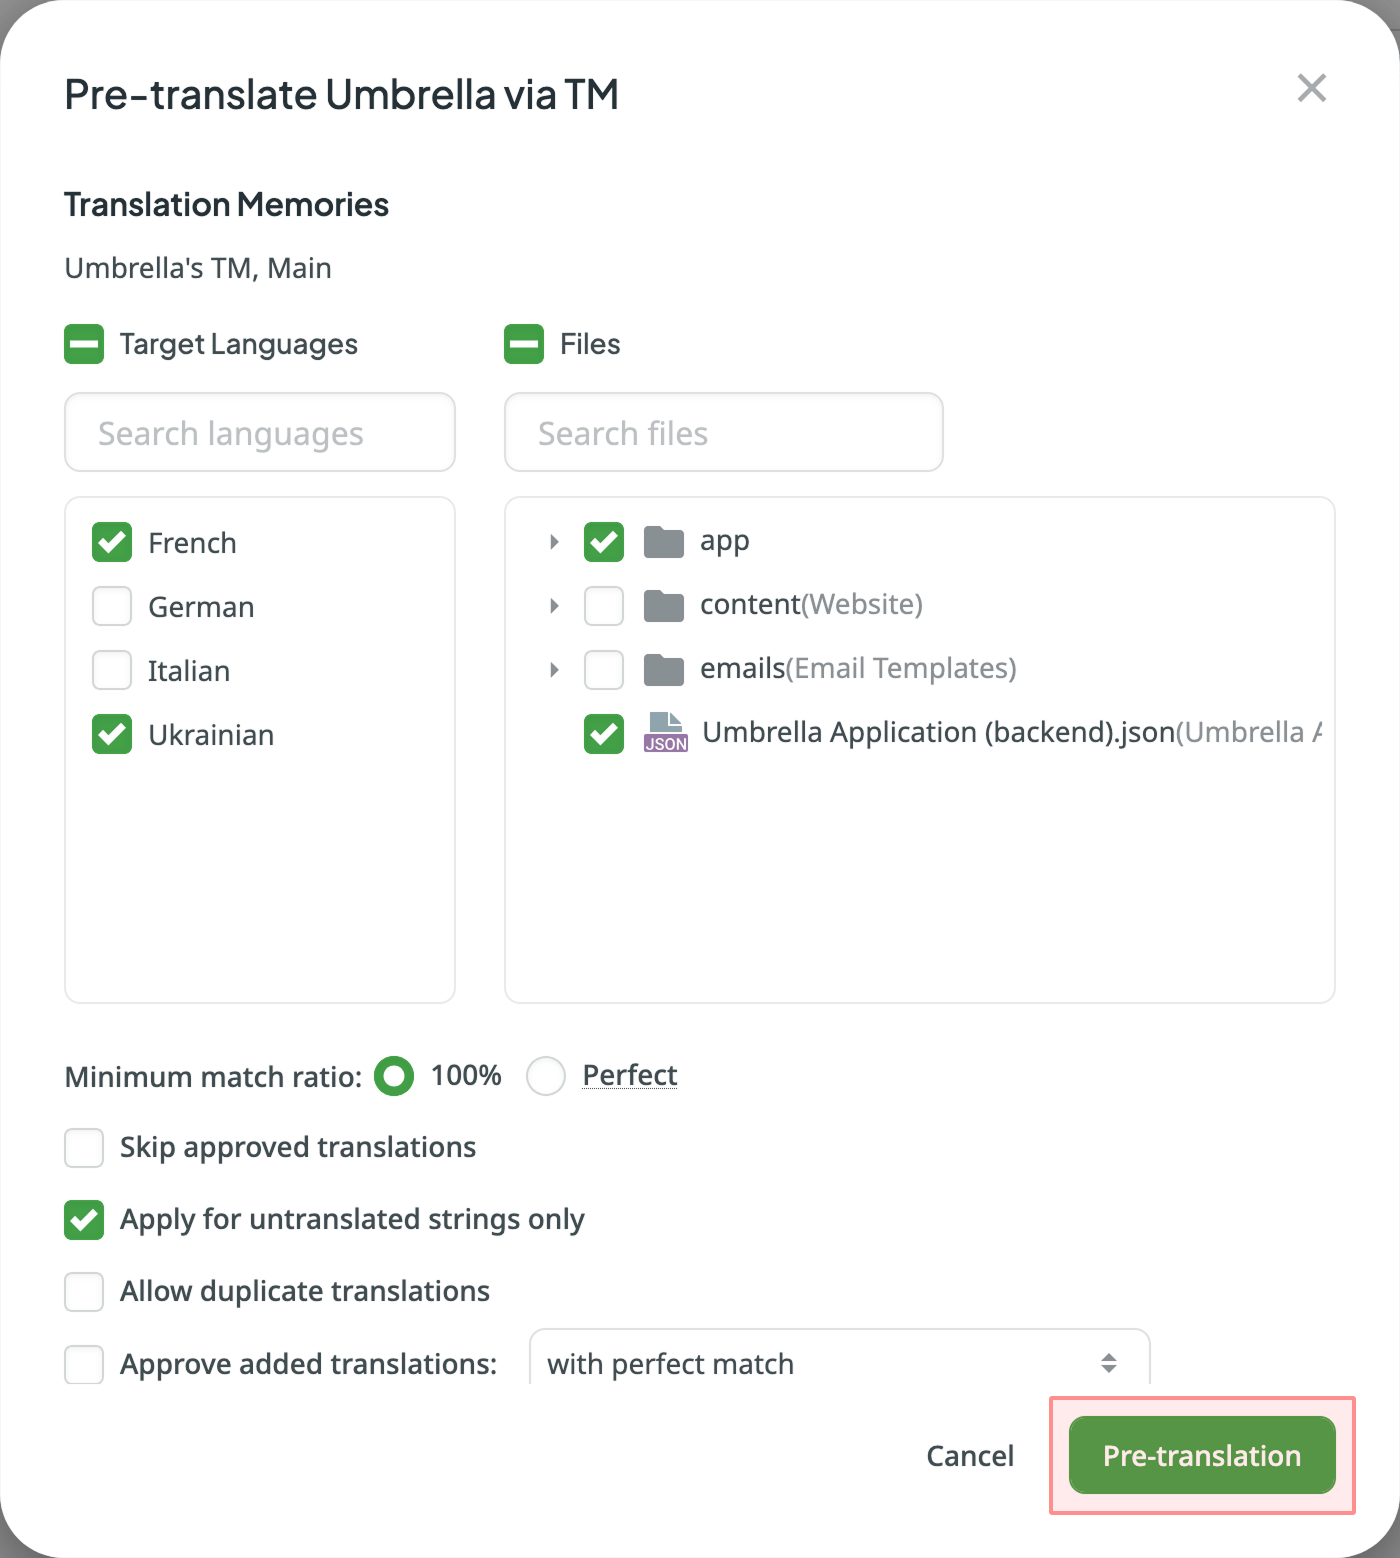 Pre-translate Umbrella via TM
Translation Memories
Umbrella's TM, Main
Target Languages
Files
Search languages
Search files
French
German
Italian
Ukrainian
app
content(Website)
emails(Email Templates)
JSON Umbrella Application (backend).json(Umbrella
Minimum match ratio: 100% Perfect
Skip approved translations
Apply for untranslated strings only
Allow duplicate translations
Approve added translations: with perfect match
Cancel Pre-translation